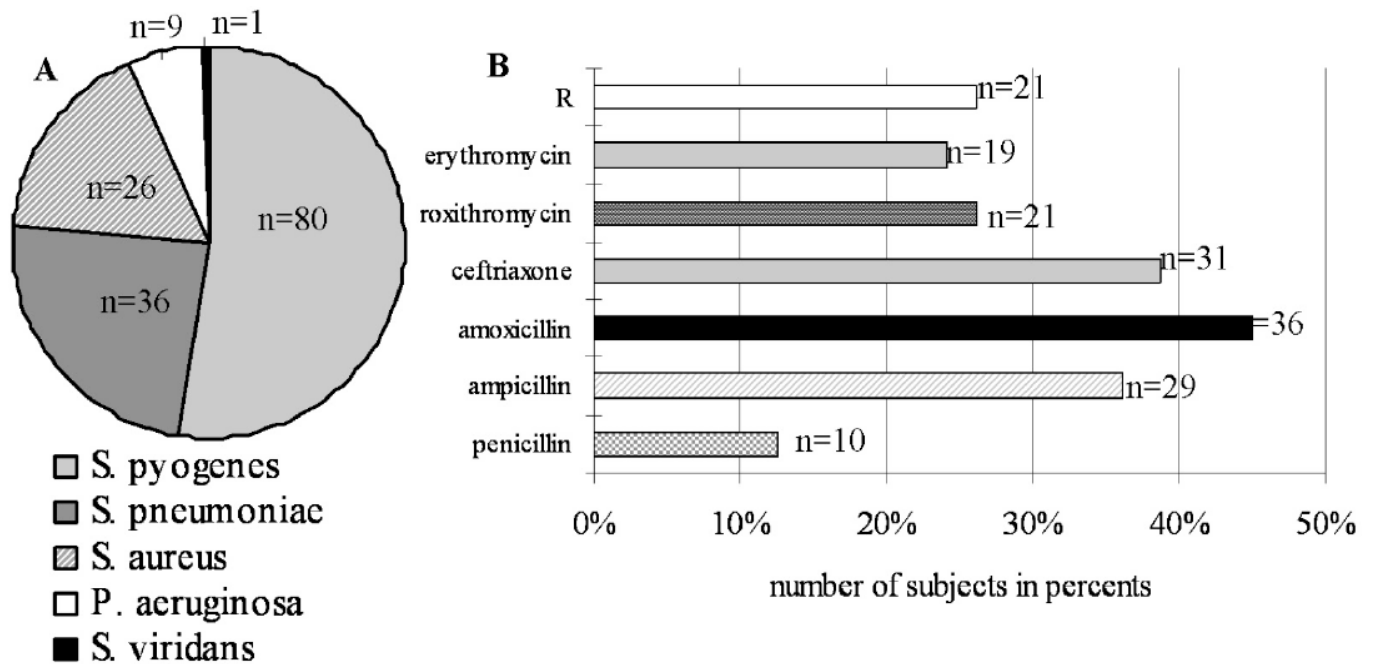 n=9 n=1
A
n=80
n=26
n=36
S. pyogenes
S. pneumoniae
S. aureus
P. aeruginosa
S. viridans
B
R n=21
erythromycin n=19
roxithromycin n=21
ceftriaxone n=31
amoxicillin =36
ampicillin n=29
penicillin n=10
0% 10% 20% 30% 40% 50%
number of subjects in percents